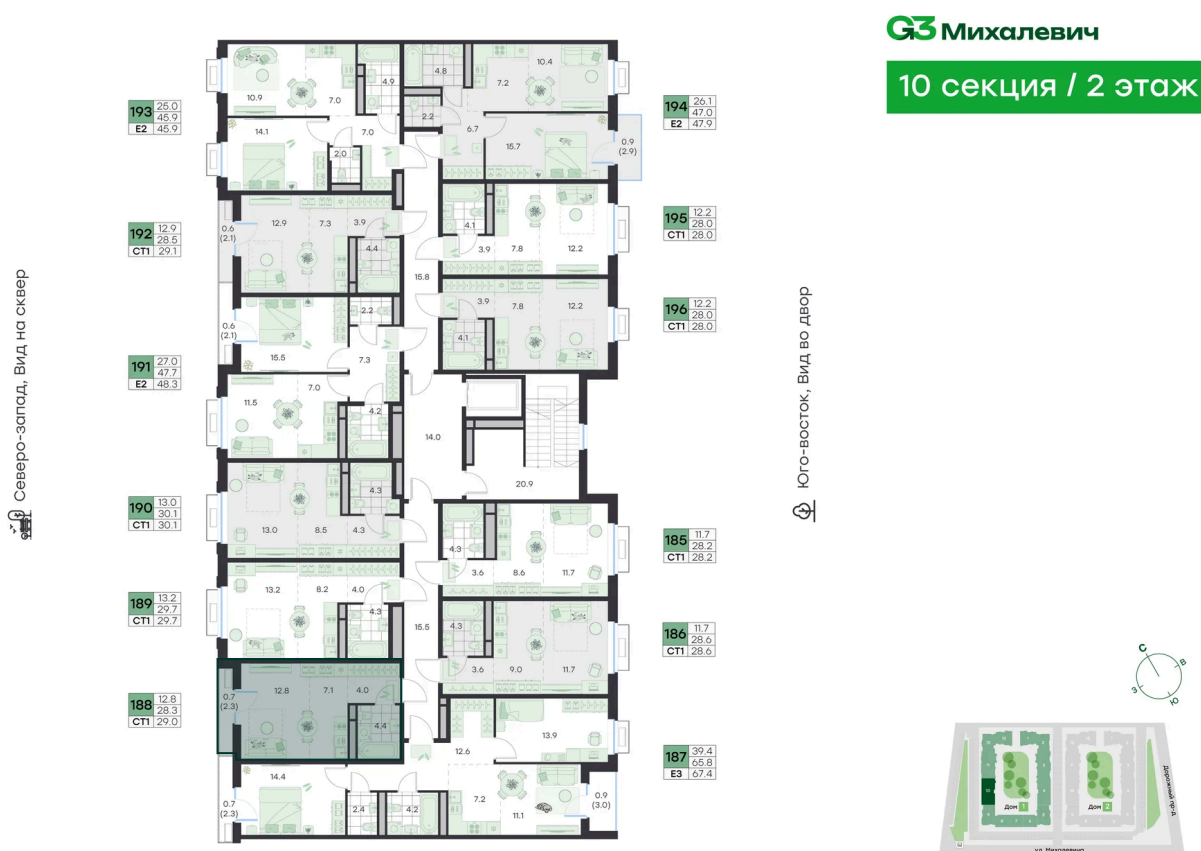 G3 Михалевич
10 секция / 2 этаж
193 25.0
45.9
Е2 45.9
192 12.9
28.5
СТ1 29.1
191 27.0
47.7
Е2 48.3
190 13.0
30.1
СТ1 30.1
189 13.2
29.7
СТ1 29.7
188 12.8
28.3
СТ1 29.0
194 26.1
47.0
Е2 47.9
195 12.2
28.0
СТ1 28.0
196 12.2
28.0
СТ1 28.0
185 11.7
28.2
СТ1 28.2
186 11.7
28.6
СТ1 28.6
187 39.4
65.8
Е3 67.4
Северо-запад, Вид на сквер
Юго-восток, Вид во двор
10.9 7.0 4.9
14.1 7.0
2.0
4.8 7.2 10.4
2.2
6.7 15.7
0.9
(2.9)
0.6
(2.1)
12.9 7.3 3.9
4.4
4.1
3.9 7.8 12.2
15.8
3.9 7.8 12.2
4.1
0.6
(2.1)
2.2
15.5 7.3
7.0
11.5 4.2
14.0
20.9
4.3
13.0 8.5 4.3
4.3
3.6 8.6 11.7
13.2 8.2 4.0
4.3
15.5
4.3
3.6 9.0 11.7
0.7
(2.3)
12.8 7.1 4.0
4.4
12.6 13.9
14.4
0.7
(2.3)
2.4 4.2
7.2 11.1
0.9
(3.0)
С
В
З
Ю
Дом 1
Дом 2
Дорожный пр-д
ул. Михалевича